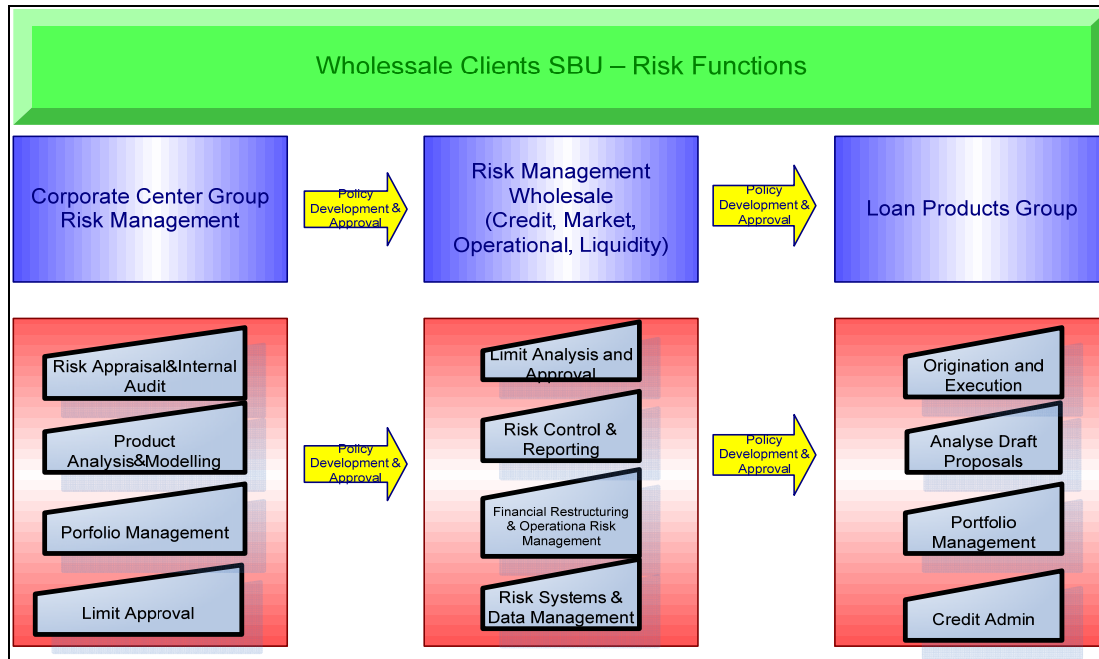 Wholessale Clients SBU – Risk Functions
Corporate Center Group
Risk Management
Policy
Development &
Approval
Risk Management
Wholesale
(Credit, Market,
Operational, Liquidity)
Policy
Development &
Approval
Loan Products Group
Risk Appraisal&Internal
Audit
Product
Analysis&Modelling
Porfolio Management
Limit Approval
Policy
Development &
Approval
Limit Analysis and
Approval
Risk Control &
Reporting
Financial Restructuring
& Operationa Risk
Management
Risk Systems &
Data Management
Policy
Development &
Approval
Origination and
Execution
Analyse Draft
Proposals
Portfolio
Management
Credit Admin